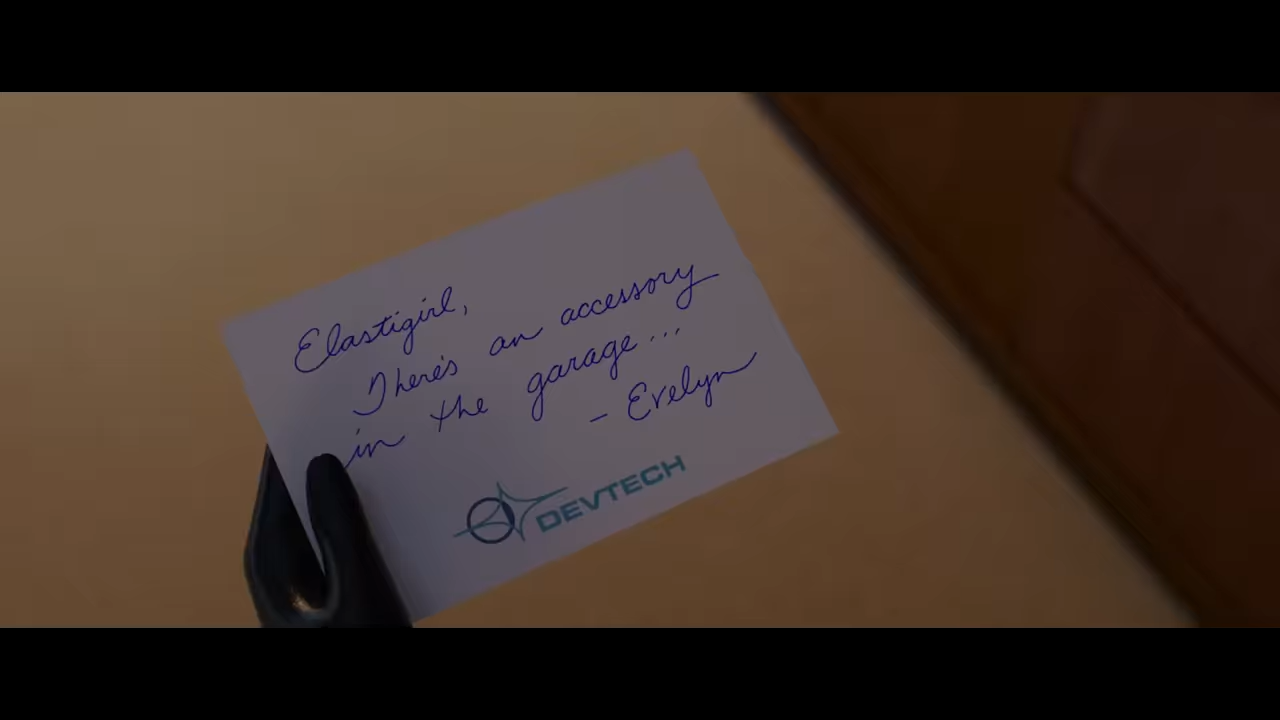 Elastigirl,
There's an accessory
in the garage...
- Evelyn
DEVTECH